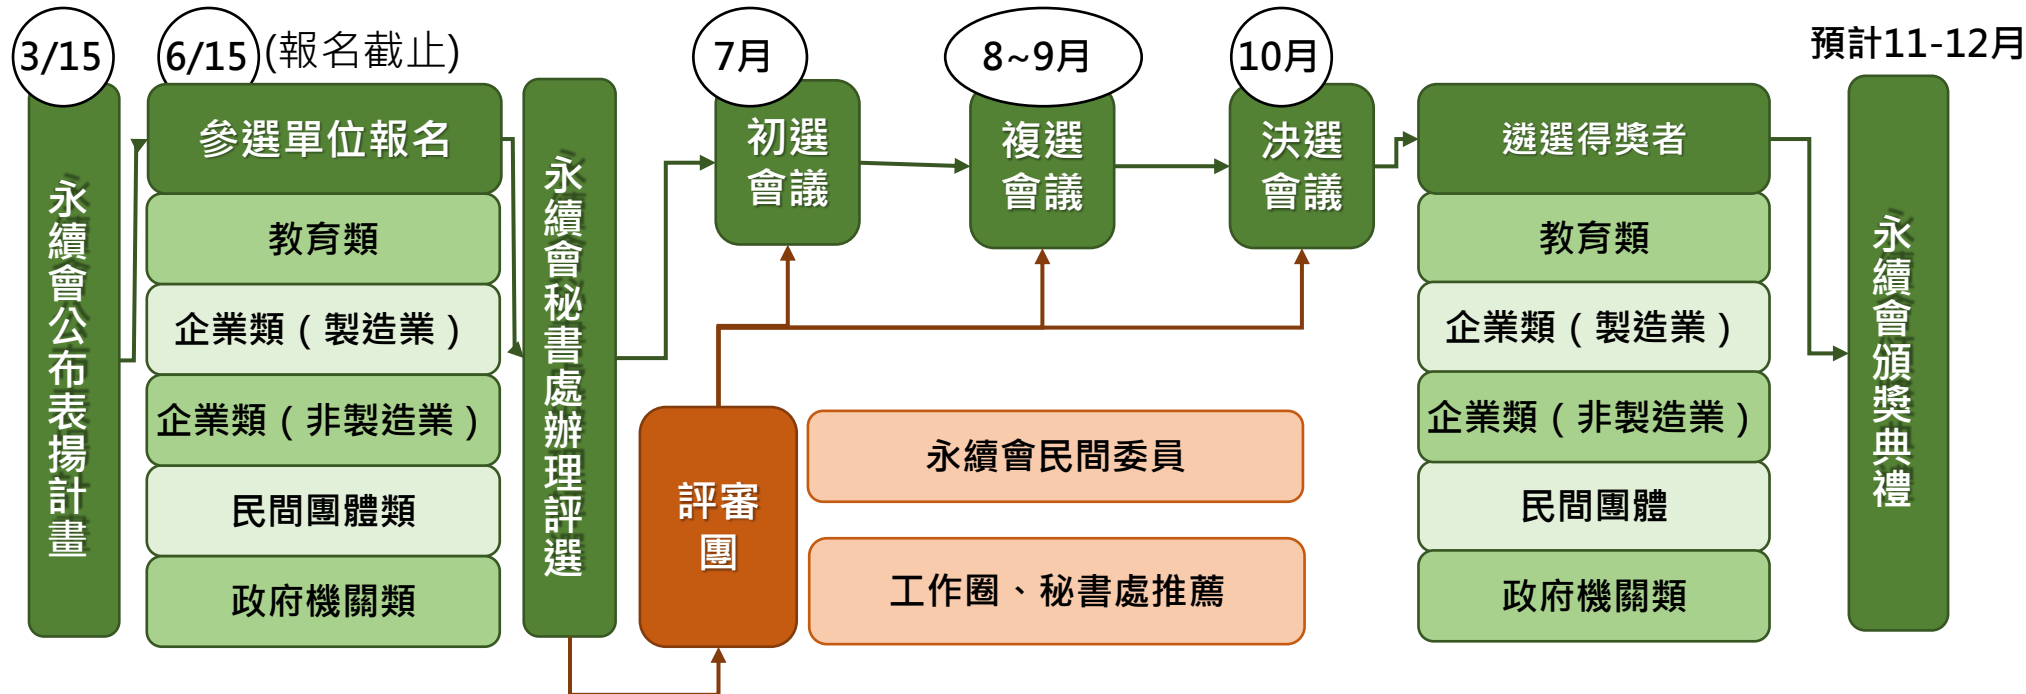 3/15
永續會公布表揚計畫
6/15 (報名截止)
參選單位報名
教育類
企業類（製造業）
企業類（非製造業）
民間團體類
政府機關類
永續會秘書處辦理評選
7月
初選
會議
8~9月
複選
會議
10月
決選
會議
評審
團
永續會民間委員
工作圈、秘書處推薦
遴選得獎者
教育類
企業類（製造業）
企業類（非製造業）
民間團體
政府機關類
預計11-12月
永續會頒獎典禮